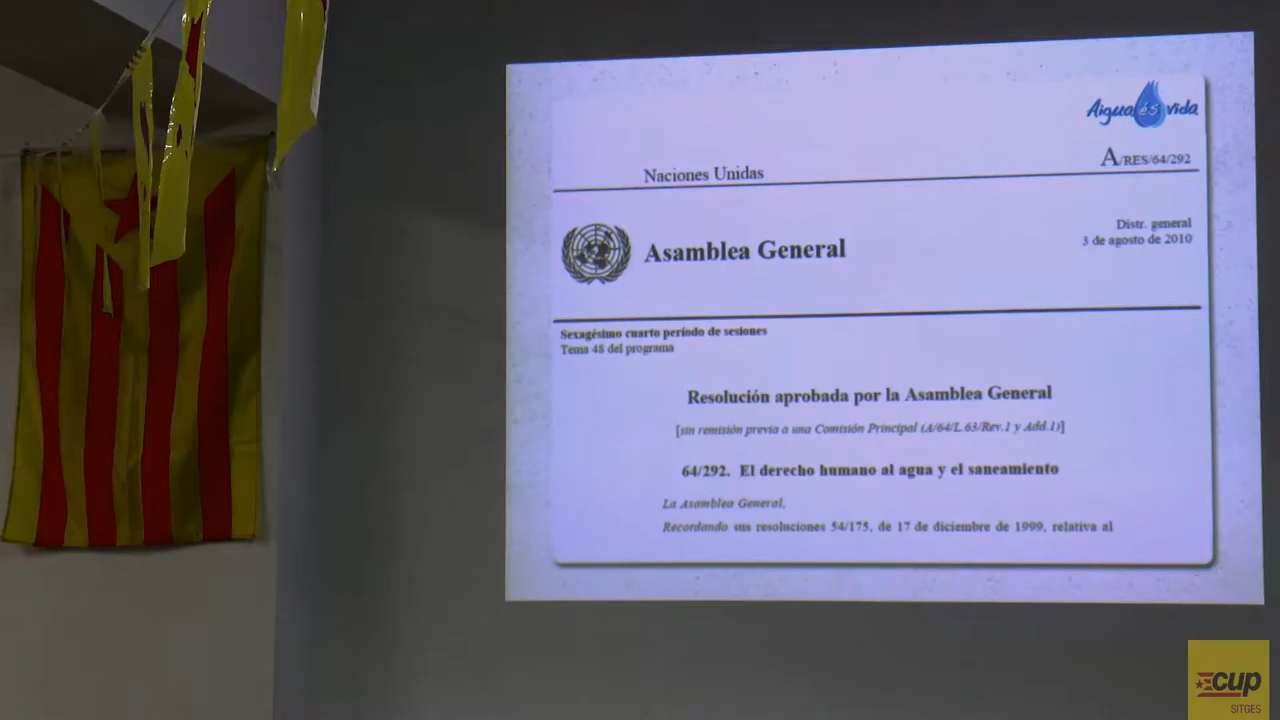 Aigua és vida
A/RES/64/292
Naciones Unidas
Distr. general
3 de agosto de 2010
Asamblea General
Sexagésimo cuarto período de sesiones
Tema 48 del programa
Resolución aprobada por la Asamblea General
[sin remisión previa a una Comisión Principal (A/64/L.63/Rev.1 y Add.1)]
64/292. El derecho humano al agua y el saneamiento
La Asamblea General,
Recordando sus resoluciones 54/175, de 17 de diciembre de 1999, relativa al
cup
SITGES